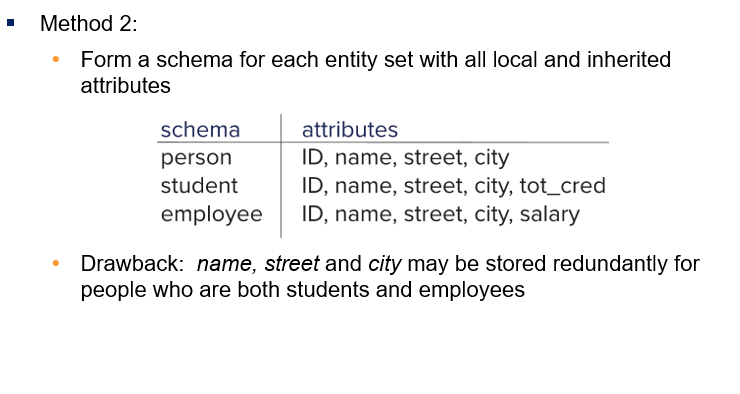 ▪ Method 2:
• Form a schema for each entity set with all local and inherited
attributes
schema attributes
person ID, name, street, city
student ID, name, street, city, tot_cred
employee ID, name, street, city, salary
• Drawback: name, street and city may be stored redundantly for
people who are both students and employees